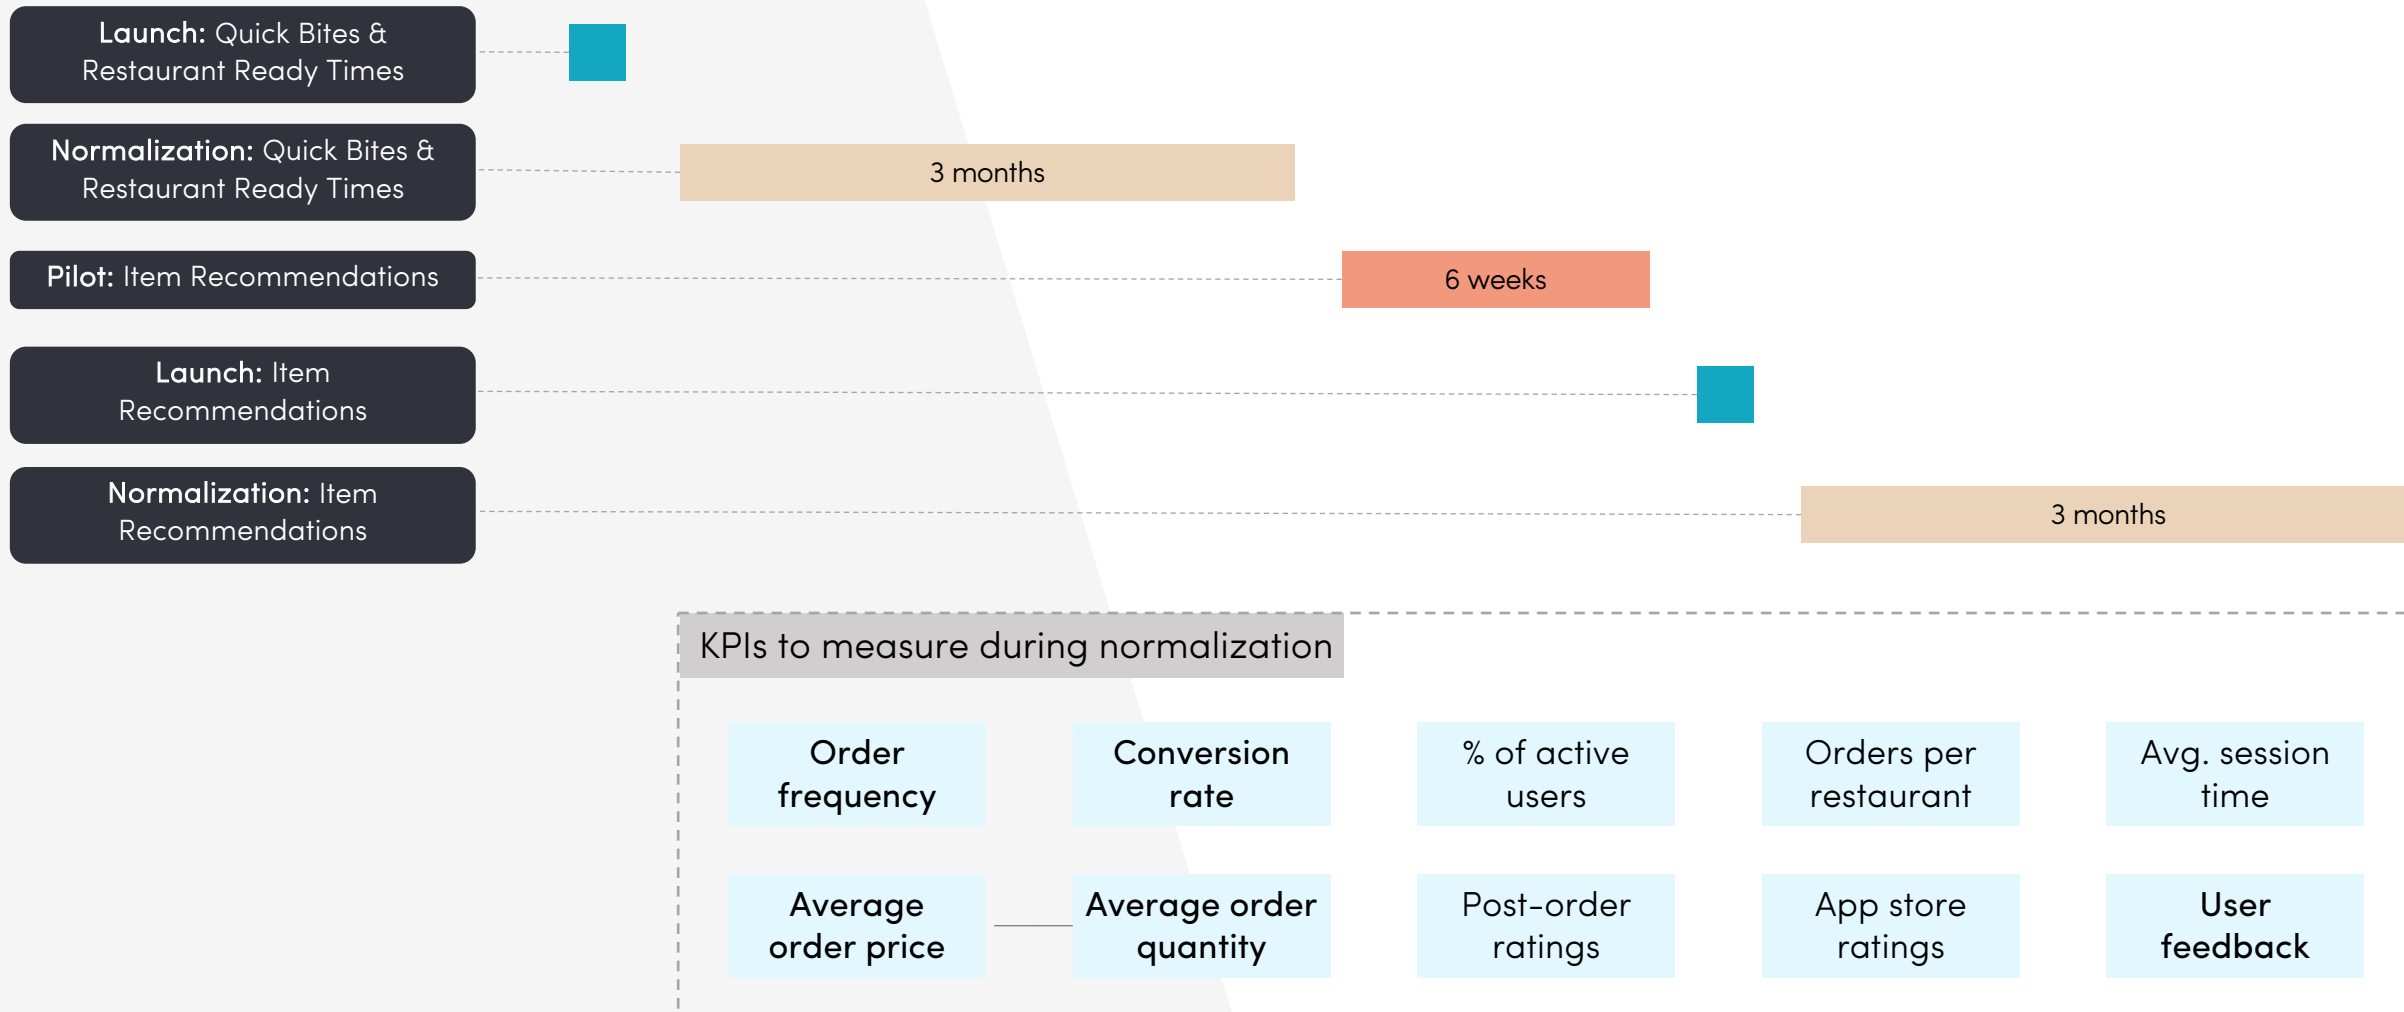 Launch: Quick Bites &
Restaurant Ready Times
Normalization: Quick Bites &
Restaurant Ready Times
3 months
Pilot: Item Recommendations
6 weeks
Launch: Item
Recommendations
Normalization: Item
Recommendations
3 months
KPIs to measure during normalization
Order
frequency
Conversion
rate
% of active
users
Orders per
restaurant
Avg. session
time
Average
order price
Average order
quantity
Post-order
ratings
App store
ratings
User
feedback